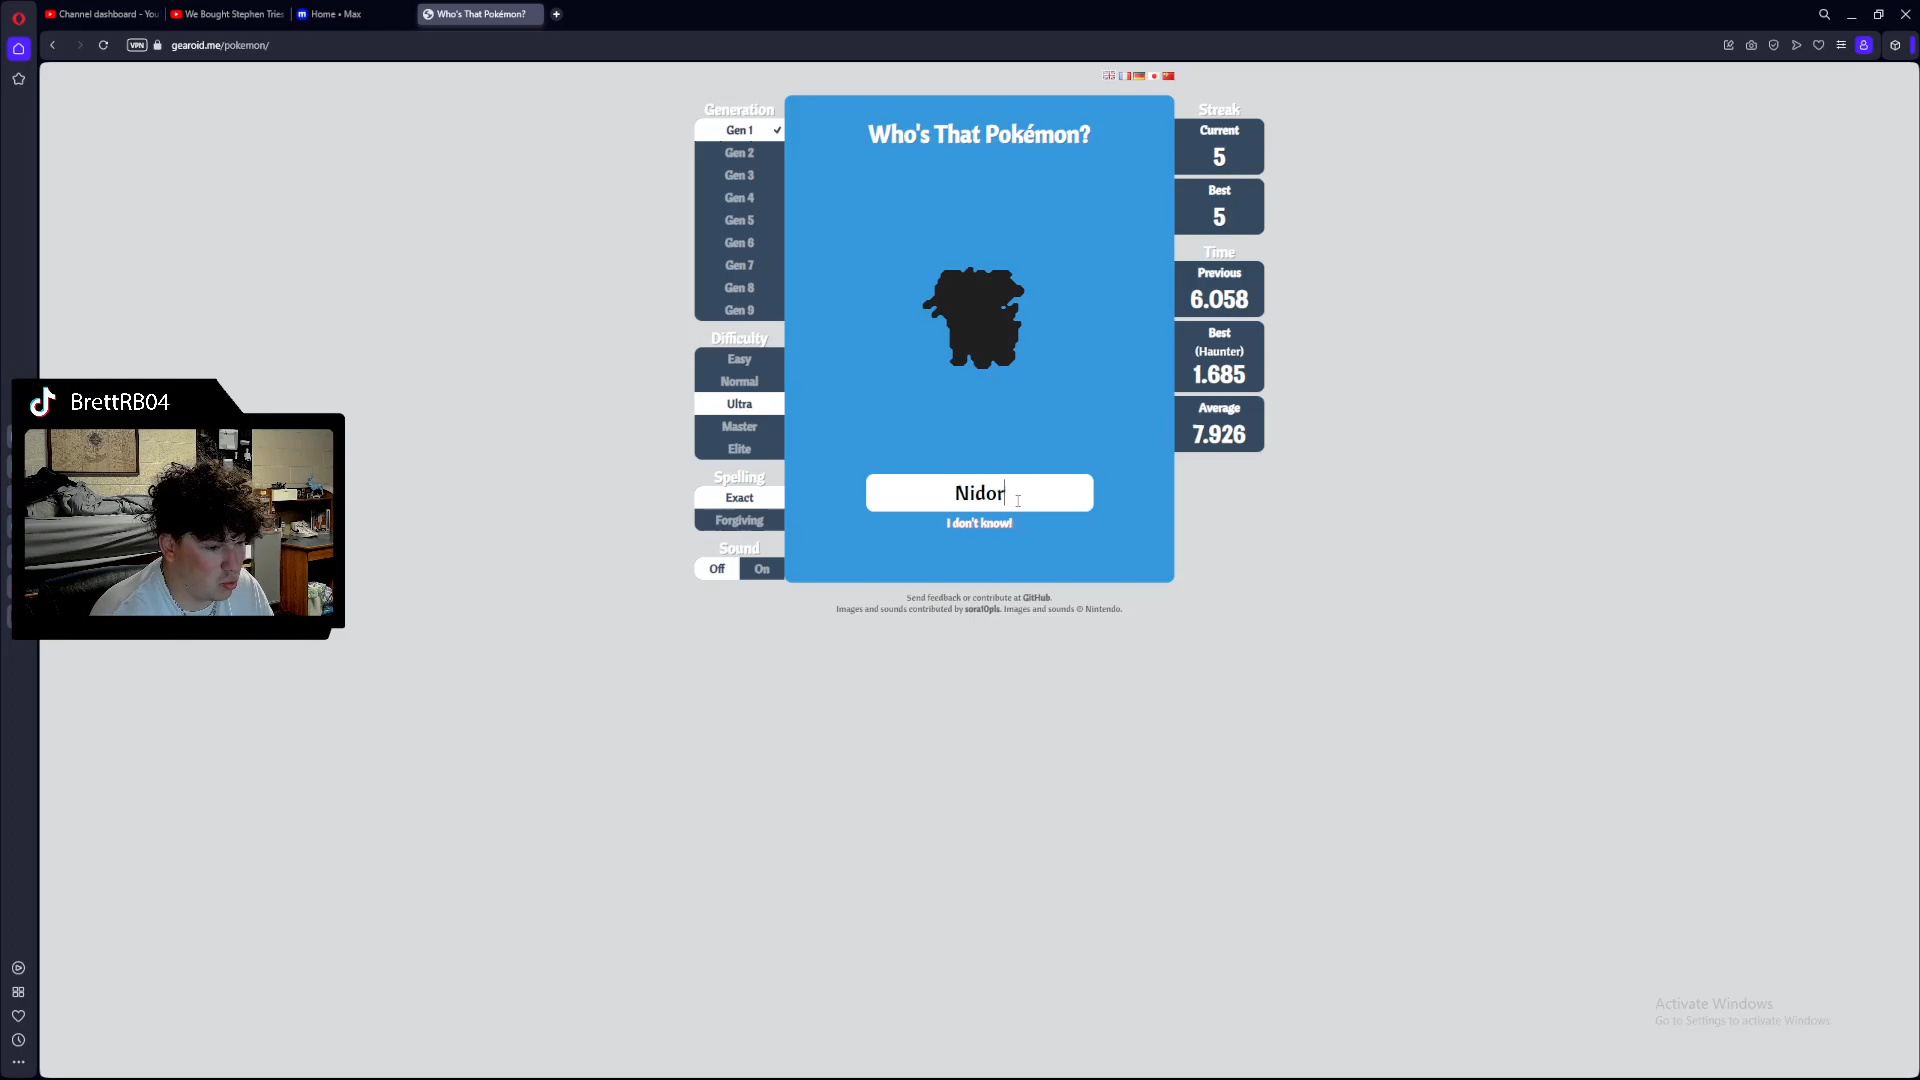 Channel dashboard - You
We Bought Stephen Tries
Home • Max
Who's That Pokémon?
VPN
gearoid.me/pokemon/
Generation
Gen 1
Gen 2
Gen 3
Gen 4
Gen 5
Gen 6
Gen 7
Gen 8
Gen 9
Difficulty
Easy
Normal
Ultra
Master
Elite
Spelling
Exact
Forgiving
Sound
Off On
Who's That Pokémon?
Nidor
I don't know!
Streak
Current
5
Best
5
Time
Previous
6.058
Best
(Haunter)
1.685
Average
7.926
Send feedback or contribute at GitHub.
Images and sounds contributed by sora10pls. Images and sounds © Nintendo.
BrettRB04
Activate Windows
Go to Settings to activate Windows.